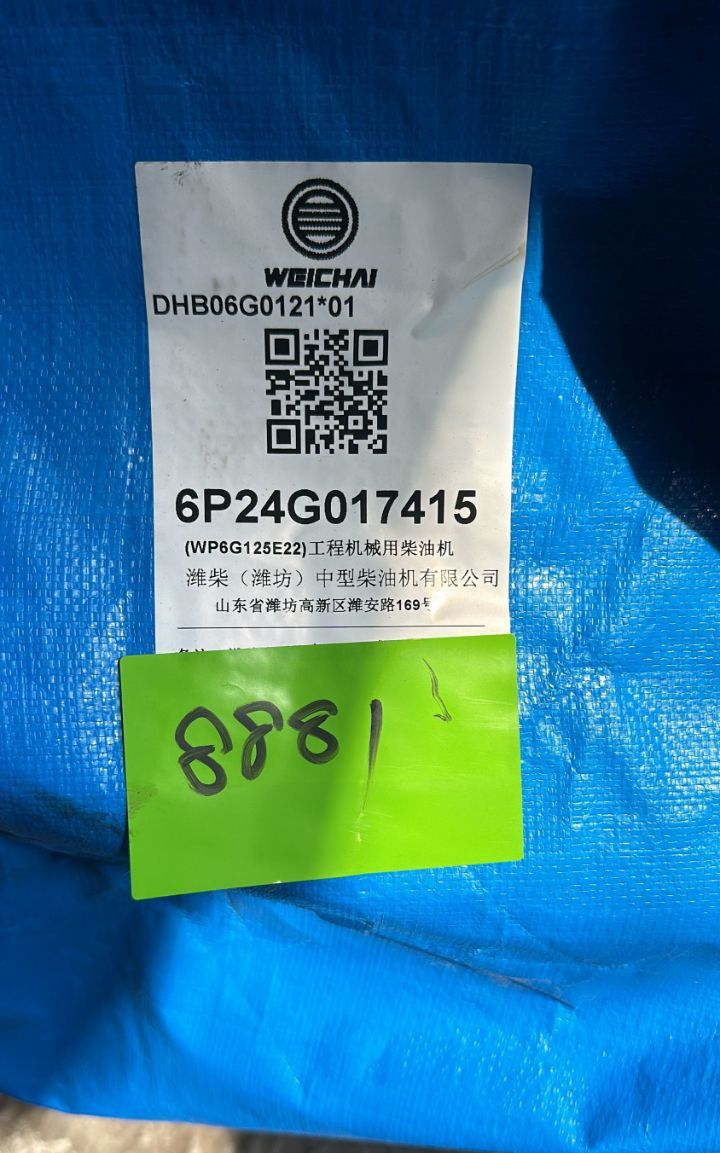 WEICHAI
DHB06G0121*01
6P24G017415
(WP6G125E22)工程机械用柴油机
潍柴（潍坊）中型柴油机有限公司
山东省潍坊高新区潍安路169号
8881